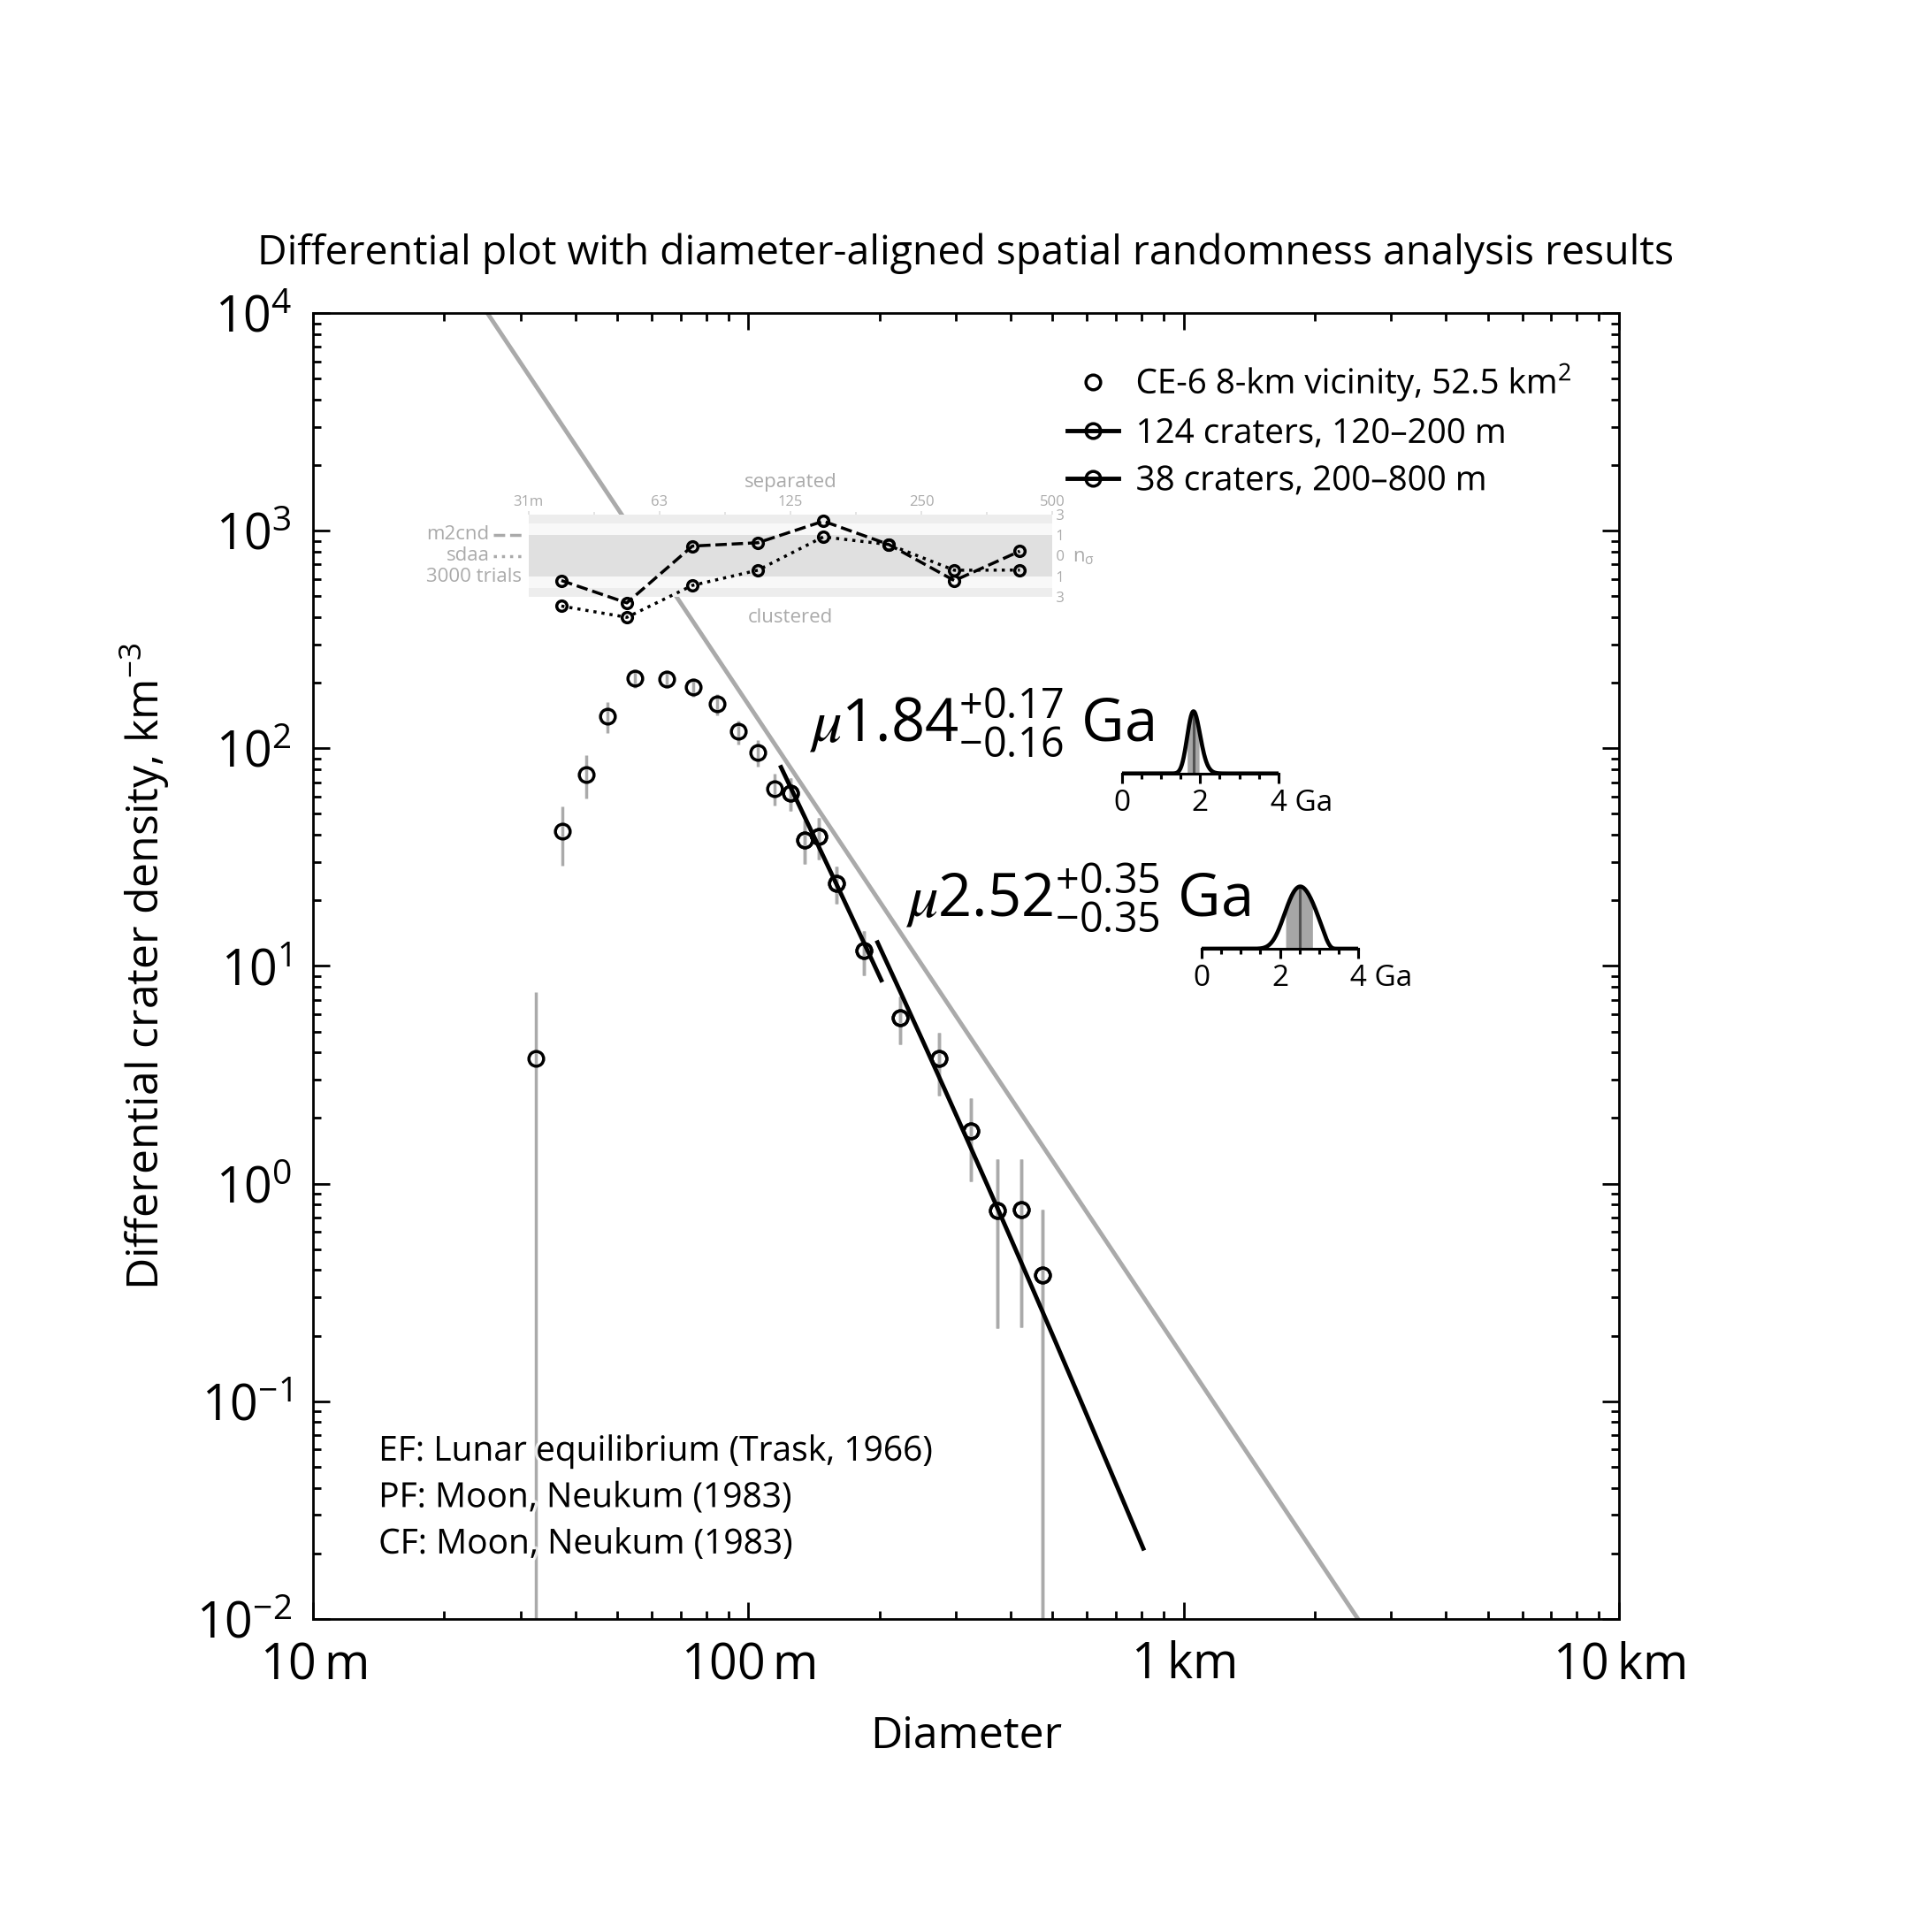 Differential plot with diameter-aligned spatial randomness analysis results
10⁴
10³
10²
10¹
10⁰
10⁻¹
10⁻²
Differential crater density, km⁻³
CE-6 8-km vicinity, 52.5 km²
124 craters, 120–200 m
38 craters, 200–800 m
separated
31m 63 125 250 500
m2cnd
sdaa
3000 trials
3
1
0 nσ
1
3
clustered
μ1.84 +0.17 −0.16 Ga
0 2 4 Ga
μ2.52 +0.35 −0.35 Ga
0 2 4 Ga
EF: Lunar equilibrium (Trask, 1966)
PF: Moon, Neukum (1983)
CF: Moon, Neukum (1983)
10 m 100 m 1 km 10 km
Diameter